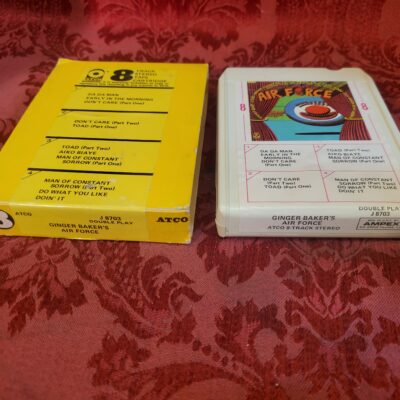 ATCO
8 TRACK
STEREO
TAPE
CARTRIDGE
DA DA MAN
EARLY IN THE MORNING
DON'T CARE (Part One)
DON'T CARE (Part Two)
TOAD (Part One)
TOAD (Part Two)
AIKO BIAYE
MAN OF CONSTANT
SORROW (Part One)
MAN OF CONSTANT
SORROW (Part Two)
DO WHAT YOU LIKE
DOIN' IT
8
ATCO
J 8703
DOUBLE PLAY
ATCO
GINGER BAKER'S
AIR FORCE
AIR FORCE
8
8
DA DA MAN
EARLY IN THE
MORNING
DON'T CARE
(Part One)
TOAD (Part Two)
AIKO BIAYE
MAN OF CONSTANT
SORROW (Part One)
DON'T CARE
(Part Two)
TOAD (Part One)
MAN OF CONSTANT
SORROW (Part Two)
DO WHAT YOU LIKE
DOIN' IT
DOUBLE PLAY
J 8703
GINGER BAKER'S
AIR FORCE
ATCO 8-TRACK STEREO
AMPEX